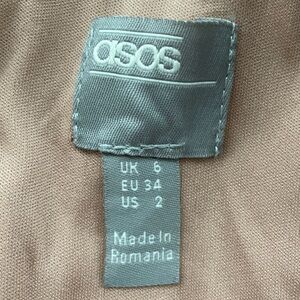 asos
UK 6
EU 34
US 2
Made In
Romania